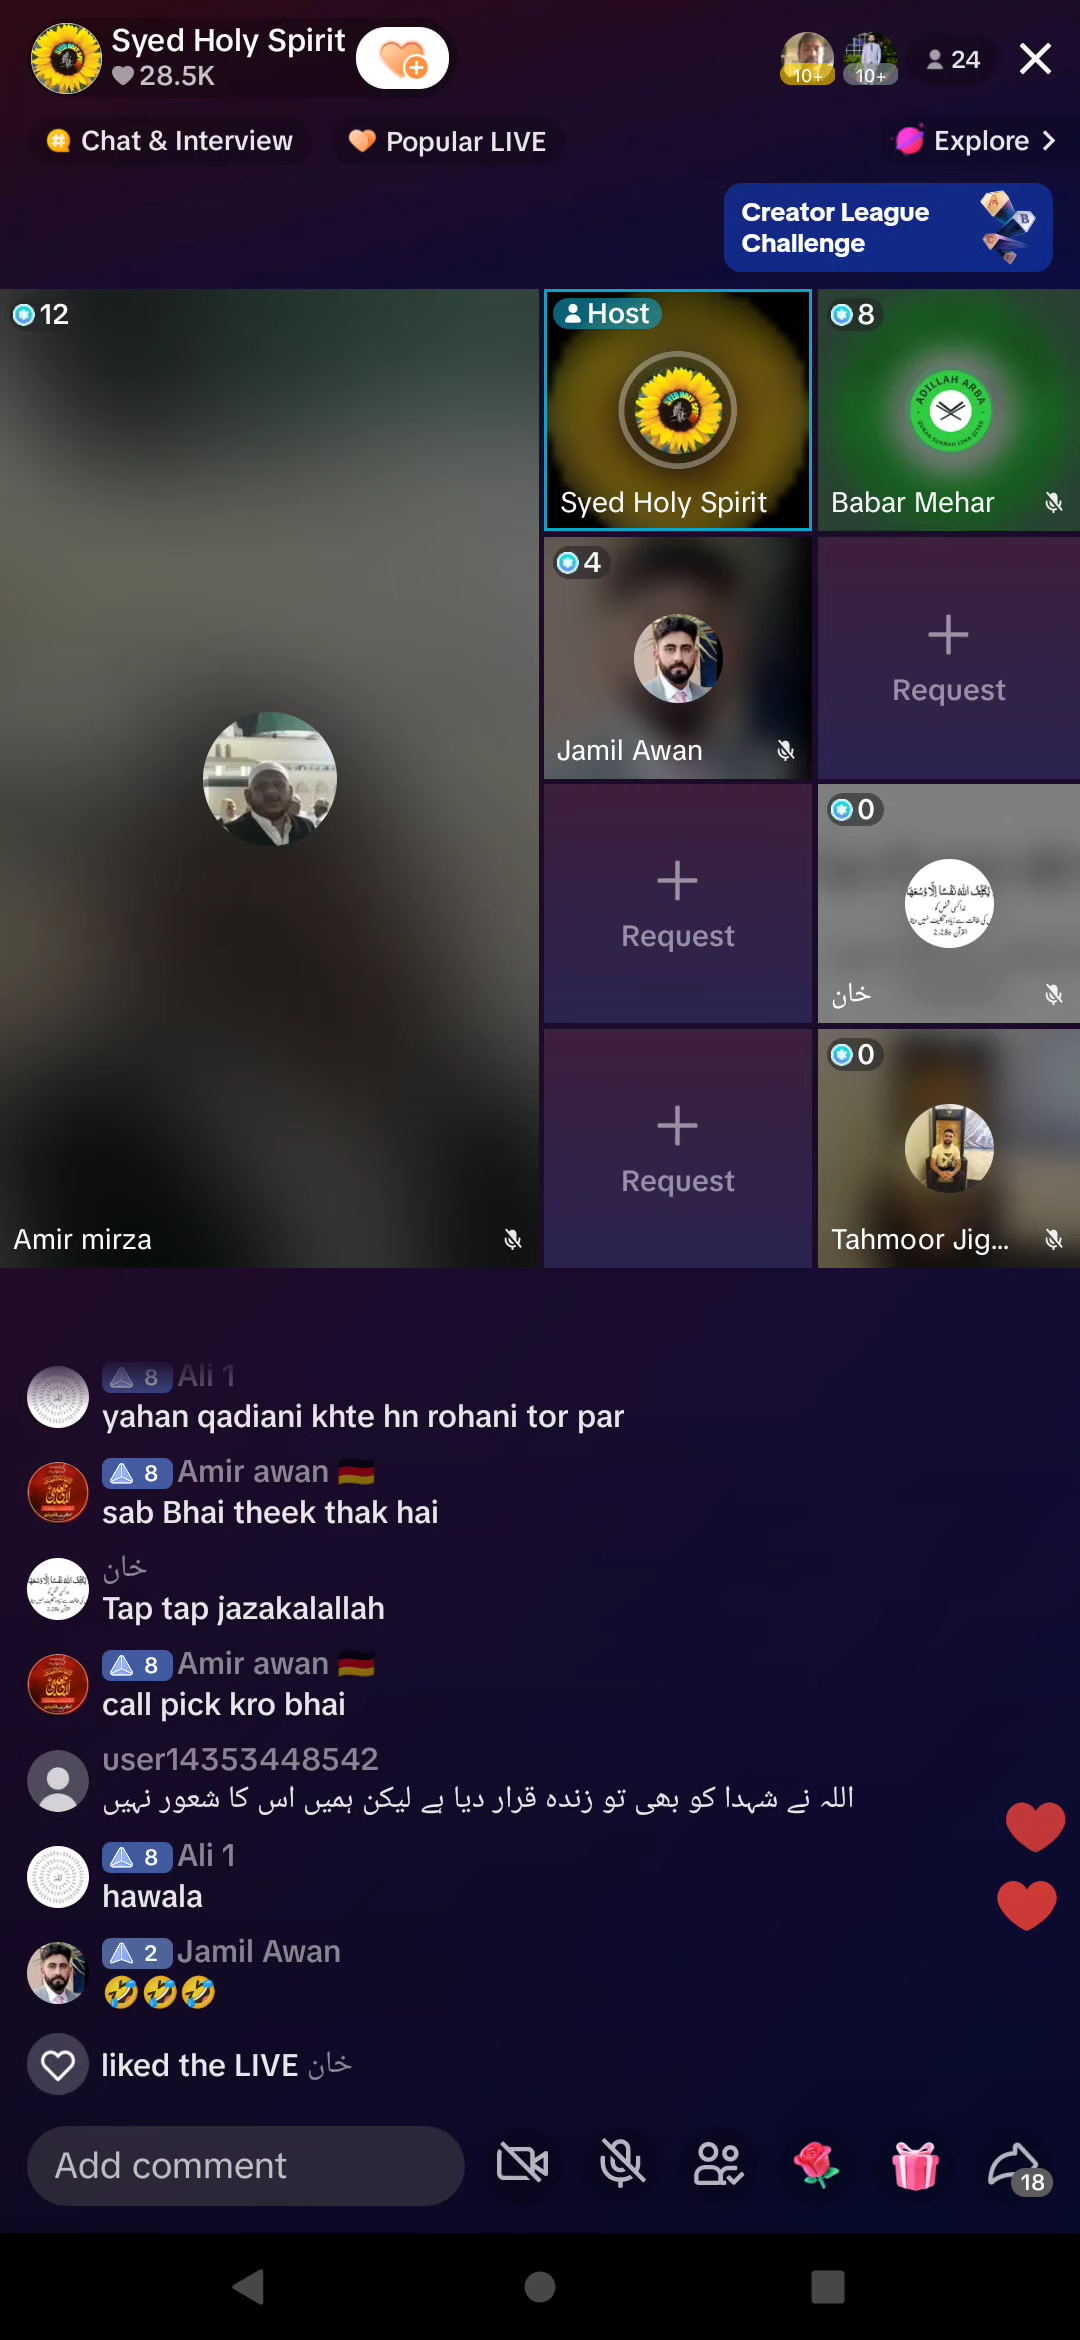 Syed Holy Spirit
28.5K
10+
10+
24
Chat & Interview
Popular LIVE
Explore
Creator League
Challenge
12
Host
Syed Holy Spirit
8
ADILLAH ARBA
Babar Mehar
4
Jamil Awan
Request
Request
0
خان
Request
0
Tahmoor Jig...
Amir mirza
8 Ali 1
yahan qadiani khte hn rohani tor par
8 Amir awan 🇩🇪
sab Bhai theek thak hai
خان
Tap tap jazakalallah
8 Amir awan 🇩🇪
call pick kro bhai
user14353448542
اللہ نے شہدا کو بھی تو زندہ قرار دیا ہے لیکن ہمیں اس کا شعور نہیں
8 Ali 1
hawala
2 Jamil Awan
🤣🤣🤣
liked the LIVE خان
Add comment
18